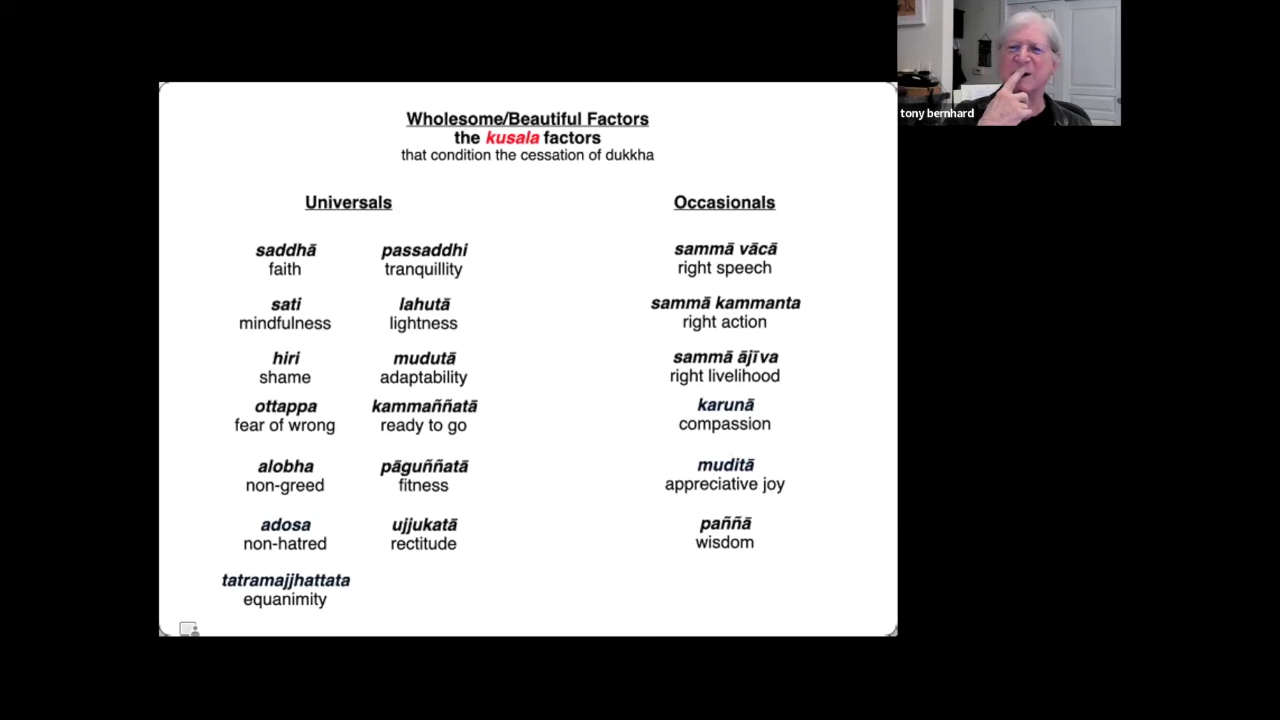 Wholesome/Beautiful Factors
the kusala factors
that condition the cessation of dukkha
Universals
saddhā
faith
sati
mindfulness
hiri
shame
ottappa
fear of wrong
alobha
non-greed
adosa
non-hatred
tatramajjhattata
equanimity
passaddhi
tranquillity
lahutā
lightness
mudutā
adaptability
kammaññatā
ready to go
pāguññatā
fitness
ujjukatā
rectitude
Occasionals
sammā vācā
right speech
sammā kammanta
right action
sammā ājīva
right livelihood
karunā
compassion
muditā
appreciative joy
paññā
wisdom
tony bernhard